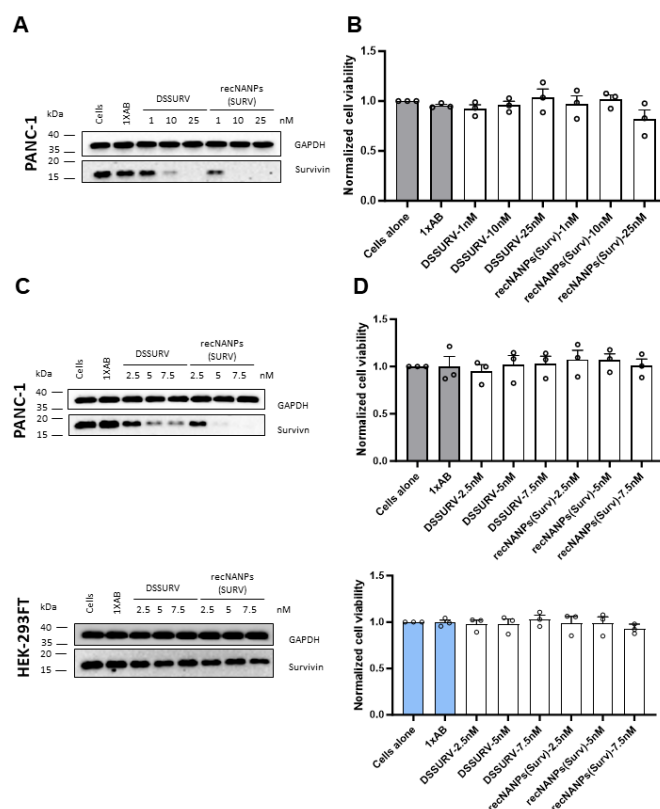 A
PANC-1
kDa
Cells
1XAB
DSSURV
recNANPs
(SURV)
1 10 25 1 10 25 nM
40
35
GAPDH
20
15
Survivin
B
Normalized cell viability
1.5
1.0
0.5
0.0
Cells alone
1xAB
DSSURV-1nM
DSSURV-10nM
DSSURV-25nM
recNANPs(Surv)-1nM
recNANPs(Surv)-10nM
recNANPs(Surv)-25nM
C
PANC-1
kDa
Cells
1XAB
DSSURV
recNANPs
(SURV)
2.5 5 7.5 2.5 5 7.5 nM
40
35
GAPDH
20
15
Survivn
D
Normalized cell viability
1.5
1.0
0.5
0.0
Cells alone
1xAB
DSSURV-2.5nM
DSSURV-5nM
DSSURV-7.5nM
recNANPs(Surv)-2.5nM
recNANPs(Surv)-5nM
recNANPs(Surv)-7.5nM
HEK-293FT
kDa
Cells
1XAB
DSSURV
recNANPs
(SURV)
2.5 5 7.5 2.5 5 7.5 nM
40
35
GAPDH
20
15
Survivin
Normalized cell viability
1.5
1.0
0.5
0.0
Cells alone
1xAB
DSSURV-2.5nM
DSSURV-5nM
DSSURV-7.5nM
recNANPs(Surv)-2.5nM
recNANPs(Surv)-5nM
recNANPs(Surv)-7.5nM